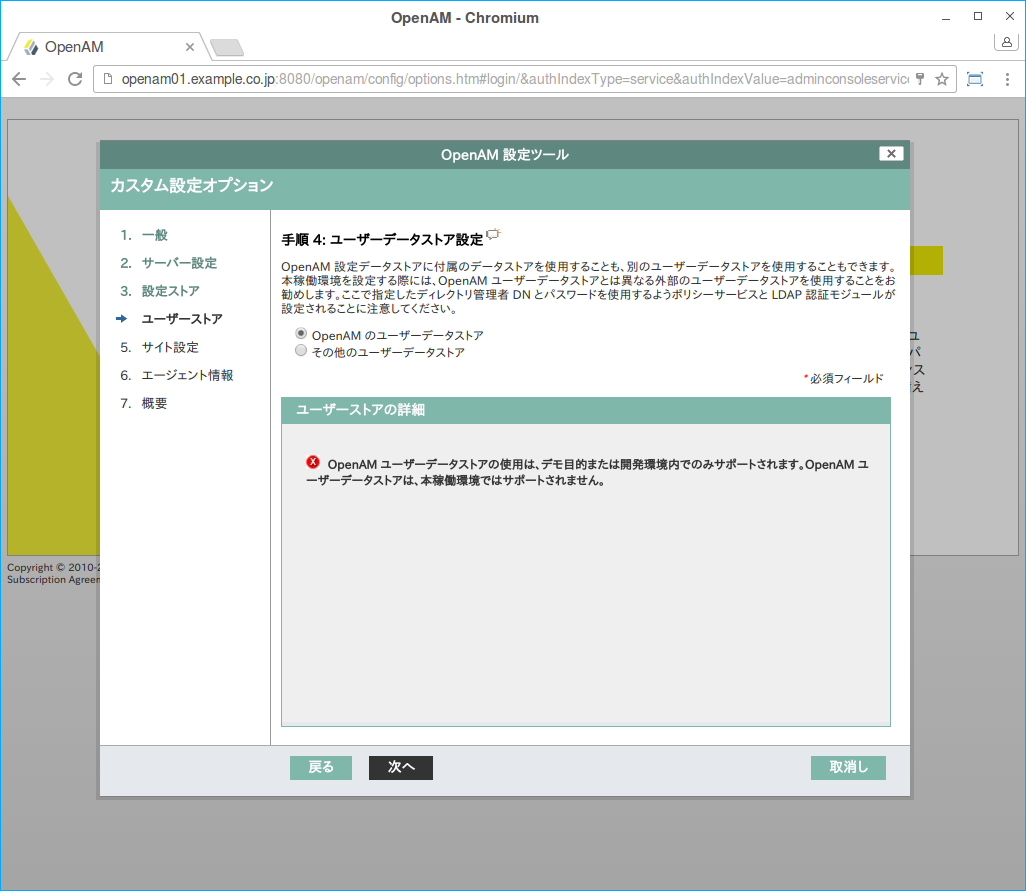 OpenAM - Chromium
OpenAM
openam01.example.co.jp:8080/openam/config/options.htm#login/&authIndexType=service&authIndexValue=adminconsoleservic
OpenAM 設定ツール
カスタム設定オプション
1. 一般
2. サーバー設定
3. 設定ストア
ユーザーストア
5. サイト設定
6. エージェント情報
7. 概要
手順 4: ユーザーデータストア設定
OpenAM 設定データストアに付属のデータストアを使用することも、別のユーザーデータストアを使用することもできます。
本稼働環境を設定する際には、OpenAM ユーザーデータストアとは異なる外部のユーザーデータストアを使用することをお
勧めします。ここで指定したディレクトリ管理者 DN とパスワードを使用するようポリシーサービスと LDAP 認証モジュールが
設定されることに注意してください。
OpenAM のユーザーデータストア
その他のユーザーデータストア
*必須フィールド
ユーザーストアの詳細
OpenAM ユーザーデータストアの使用は、デモ目的または開発環境内でのみサポートされます。OpenAM ユ
ーザーデータストアは、本稼働環境ではサポートされません。
戻る
次へ
取消し
ユ
パ
ス
え
Copyright © 2010-2
Subscription Agreem